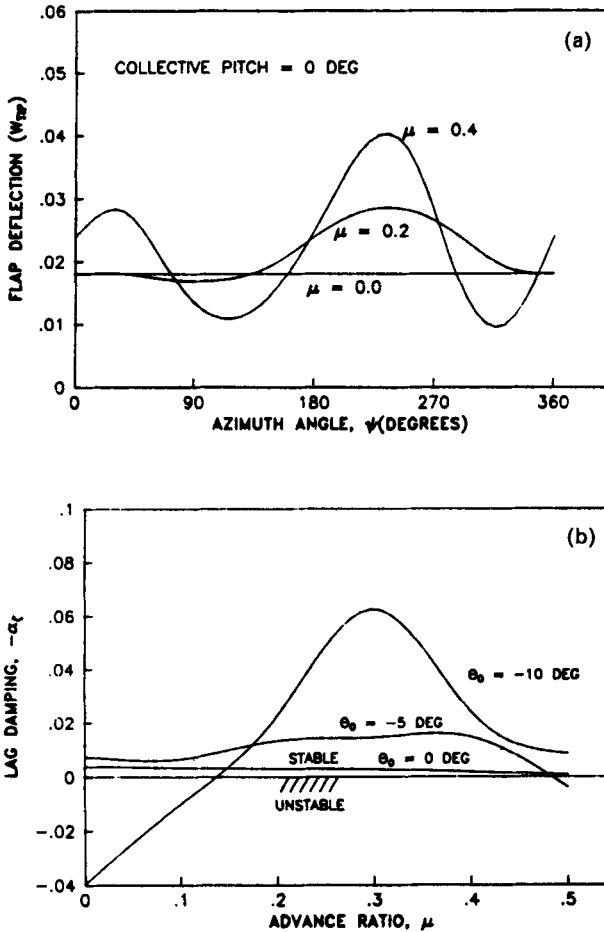 (a)
COLLECTIVE PITCH = 0 DEG
FLAP DEFLECTION (W_TIP)
.06
.05
.04
.03
.02
.01
0
μ = 0.4
μ = 0.2
μ = 0.0
0 90 180 270 360
AZIMUTH ANGLE, ψ(DEGREES)
(b)
LAG DAMPING, -α_ζ
.1
.08
.06
.04
.02
0
-.02
-.04
θ₀ = -10 DEG
θ₀ = -5 DEG
STABLE θ₀ = 0 DEG
UNSTABLE
0 .1 .2 .3 .4 .5
ADVANCE RATIO, μ